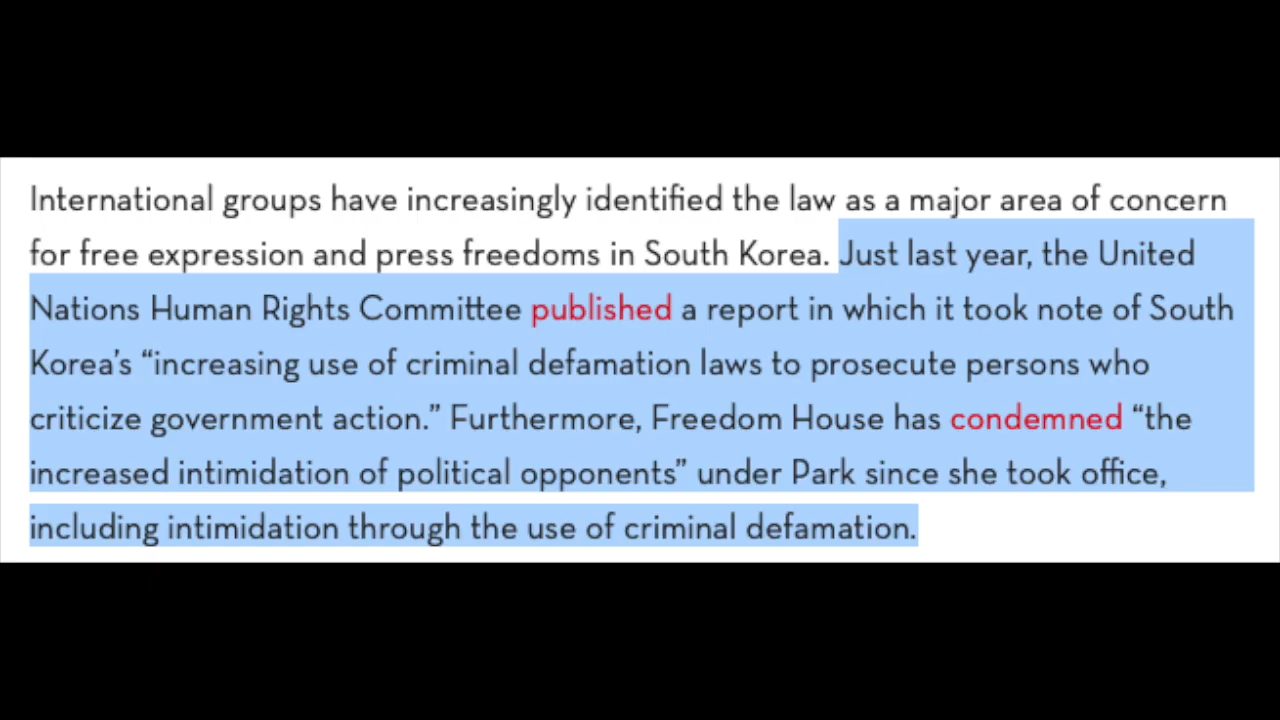 International groups have increasingly identified the law as a major area of concern
for free expression and press freedoms in South Korea. Just last year, the United
Nations Human Rights Committee published a report in which it took note of South
Korea’s “increasing use of criminal defamation laws to prosecute persons who
criticize government action.” Furthermore, Freedom House has condemned “the
increased intimidation of political opponents” under Park since she took office,
including intimidation through the use of criminal defamation.